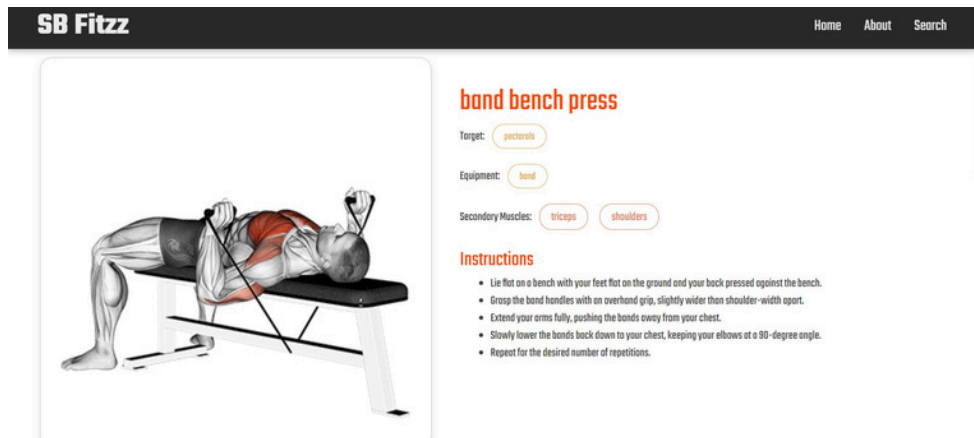 SB Fitzz
Home About Search
band bench press
Target: pectorals
Equipment: band
Secondary Muscles: triceps shoulders
Instructions
• Lie flat on a bench with your feet flat on the ground and your back pressed against the bench.
• Grasp the band handles with an overhand grip, slightly wider than shoulder-width apart.
• Extend your arms fully, pushing the bands away from your chest.
• Slowly lower the bands back down to your chest, keeping your elbows at a 90-degree angle.
• Repeat for the desired number of repetitions.